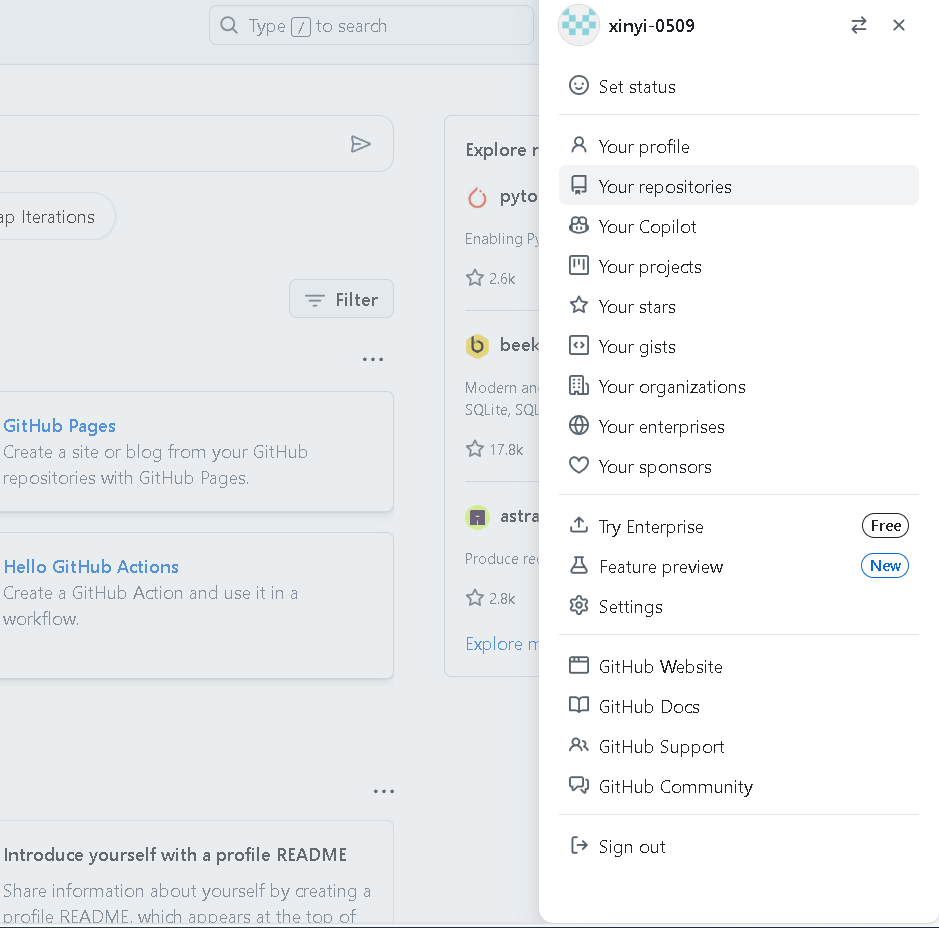 Type / to search
ap Iterations
Filter
...
GitHub Pages
Create a site or blog from your GitHub
repositories with GitHub Pages.
Hello GitHub Actions
Create a GitHub Action and use it in a
workflow.
...
Introduce yourself with a profile README
Share information about yourself by creating a
profile README, which appears at the top of
Explore r
pyto
Enabling Py
2.6k
beek
Modern an
SQLite, SQL
17.8k
astra
Produce re
2.8k
Explore m
xinyi-0509
Set status
Your profile
Your repositories
Your Copilot
Your projects
Your stars
Your gists
Your organizations
Your enterprises
Your sponsors
Try Enterprise Free
Feature preview New
Settings
GitHub Website
GitHub Docs
GitHub Support
GitHub Community
Sign out